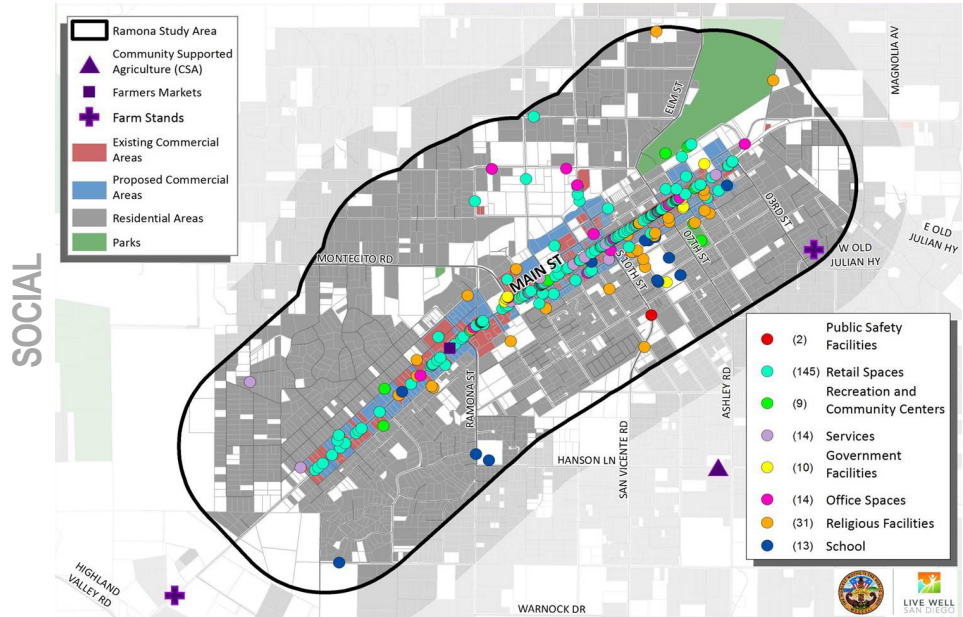 SOCIAL
Ramona Study Area
Community Supported
Agriculture (CSA)
Farmers Markets
Farm Stands
Existing Commercial
Areas
Proposed Commercial
Areas
Residential Areas
Parks
MAGNOLIA AV
ELM ST
03RD ST
07TH ST
S 10TH ST
MAIN ST
MONTECITO RD
W OLD
JULIAN HY
E OLD
JULIAN HY
RAMONA ST
HANSON LN
SAN VICENTE RD
ASHLEY RD
HIGHLAND
VALLEY RD
WARNOCK DR
(2) Public Safety
Facilities
(145) Retail Spaces
(9) Recreation and
Community Centers
(14) Services
(10) Government
Facilities
(14) Office Spaces
(31) Religious Facilities
(13) School
LIVE WELL
SAN DIEGO